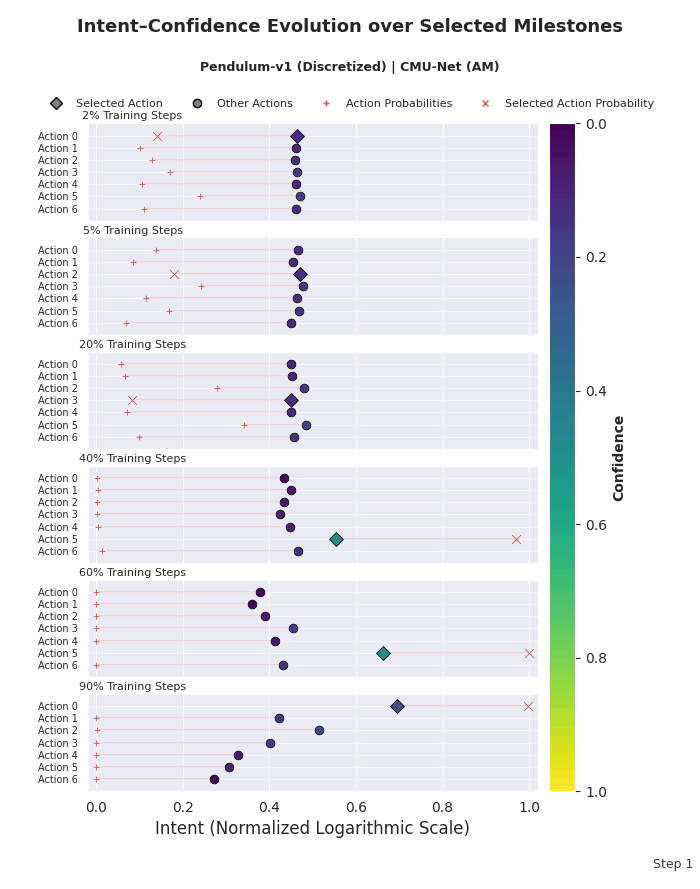 Intent–Confidence Evolution over Selected Milestones
Pendulum-v1 (Discretized) | CMU-Net (AM)
Selected Action
Other Actions
Action Probabilities
Selected Action Probability
2% Training Steps
Action 0
Action 1
Action 2
Action 3
Action 4
Action 5
Action 6
5% Training Steps
Action 0
Action 1
Action 2
Action 3
Action 4
Action 5
Action 6
20% Training Steps
Action 0
Action 1
Action 2
Action 3
Action 4
Action 5
Action 6
40% Training Steps
Action 0
Action 1
Action 2
Action 3
Action 4
Action 5
Action 6
60% Training Steps
Action 0
Action 1
Action 2
Action 3
Action 4
Action 5
Action 6
90% Training Steps
Action 0
Action 1
Action 2
Action 3
Action 4
Action 5
Action 6
0.0 0.2 0.4 0.6 0.8 1.0
Intent (Normalized Logarithmic Scale)
0.0
0.2
0.4
0.6
0.8
1.0
Confidence
Step 1